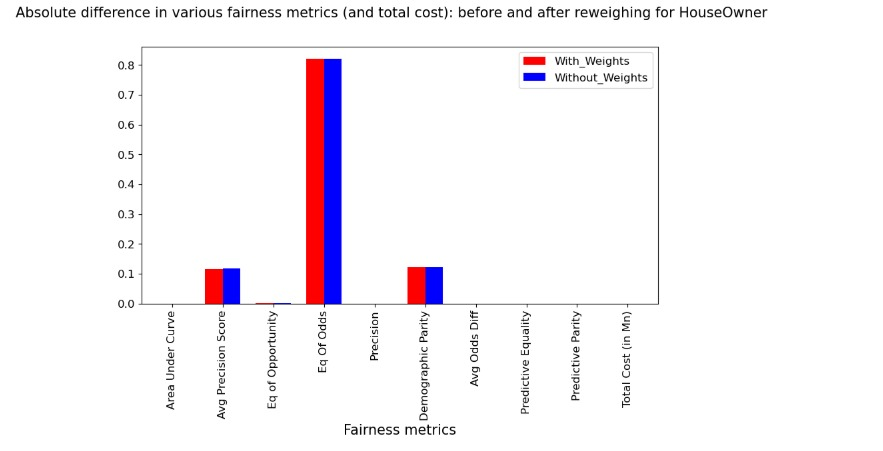 Absolute difference in various fairness metrics (and total cost): before and after reweighing for HouseOwner
With_Weights
Without_Weights
0.8
0.7
0.6
0.5
0.4
0.3
0.2
0.1
0.0
Area Under Curve
Avg Precision Score
Eq of Opportunity
Eq Of Odds
Precision
Demographic Parity
Avg Odds Diff
Predictive Equality
Predictive Parity
Total Cost (in Mn)
Fairness metrics